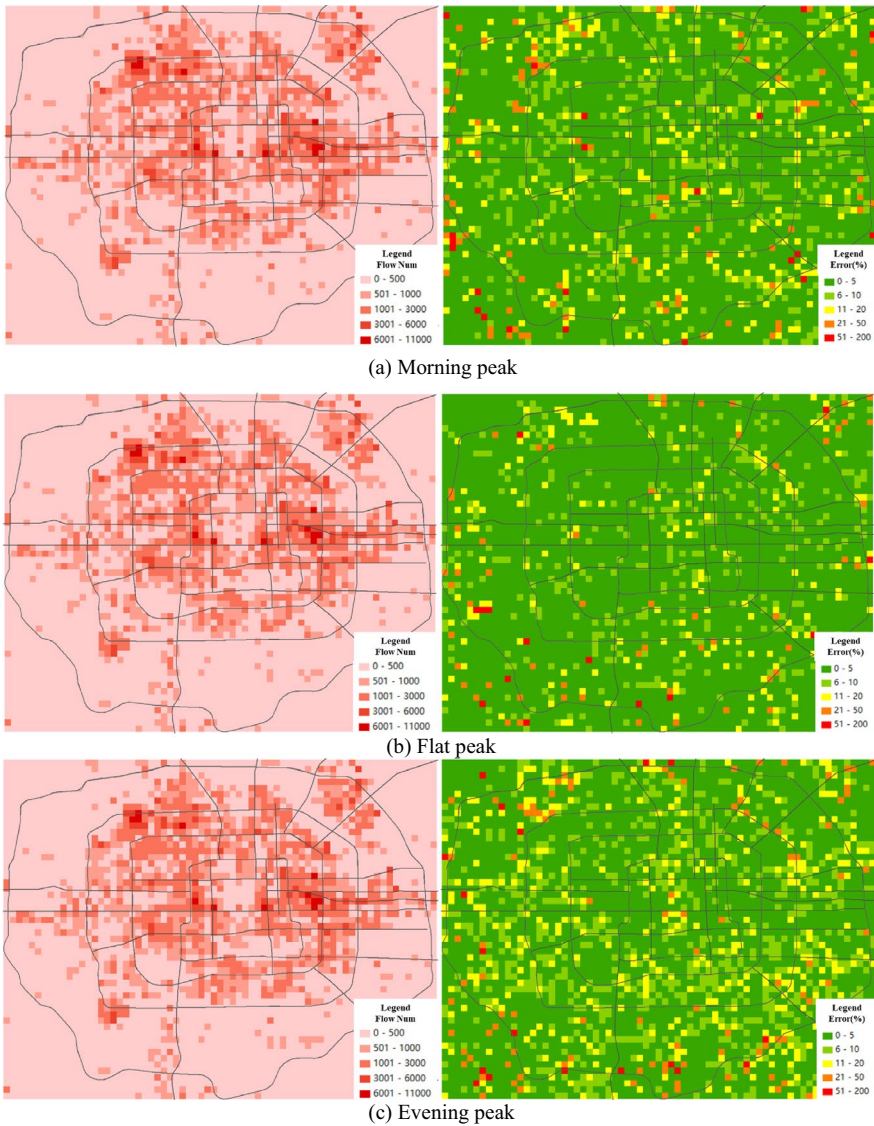 Legend
Flow Num
0 - 500
501 - 1000
1001 - 3000
3001 - 6000
6001 - 11000
Legend
Error(%)
0 - 5
6 - 10
11 - 20
21 - 50
51 - 200
(a) Morning peak
Legend
Flow Num
0 - 500
501 - 1000
1001 - 3000
3001 - 6000
6001 - 11000
Legend
Error(%)
0 - 5
6 - 10
11 - 20
21 - 50
51 - 200
(b) Flat peak
Legend
Flow Num
0 - 500
501 - 1000
1001 - 3000
3001 - 6000
6001 - 11000
Legend
Error(%)
0 - 5
6 - 10
11 - 20
21 - 50
51 - 200
(c) Evening peak